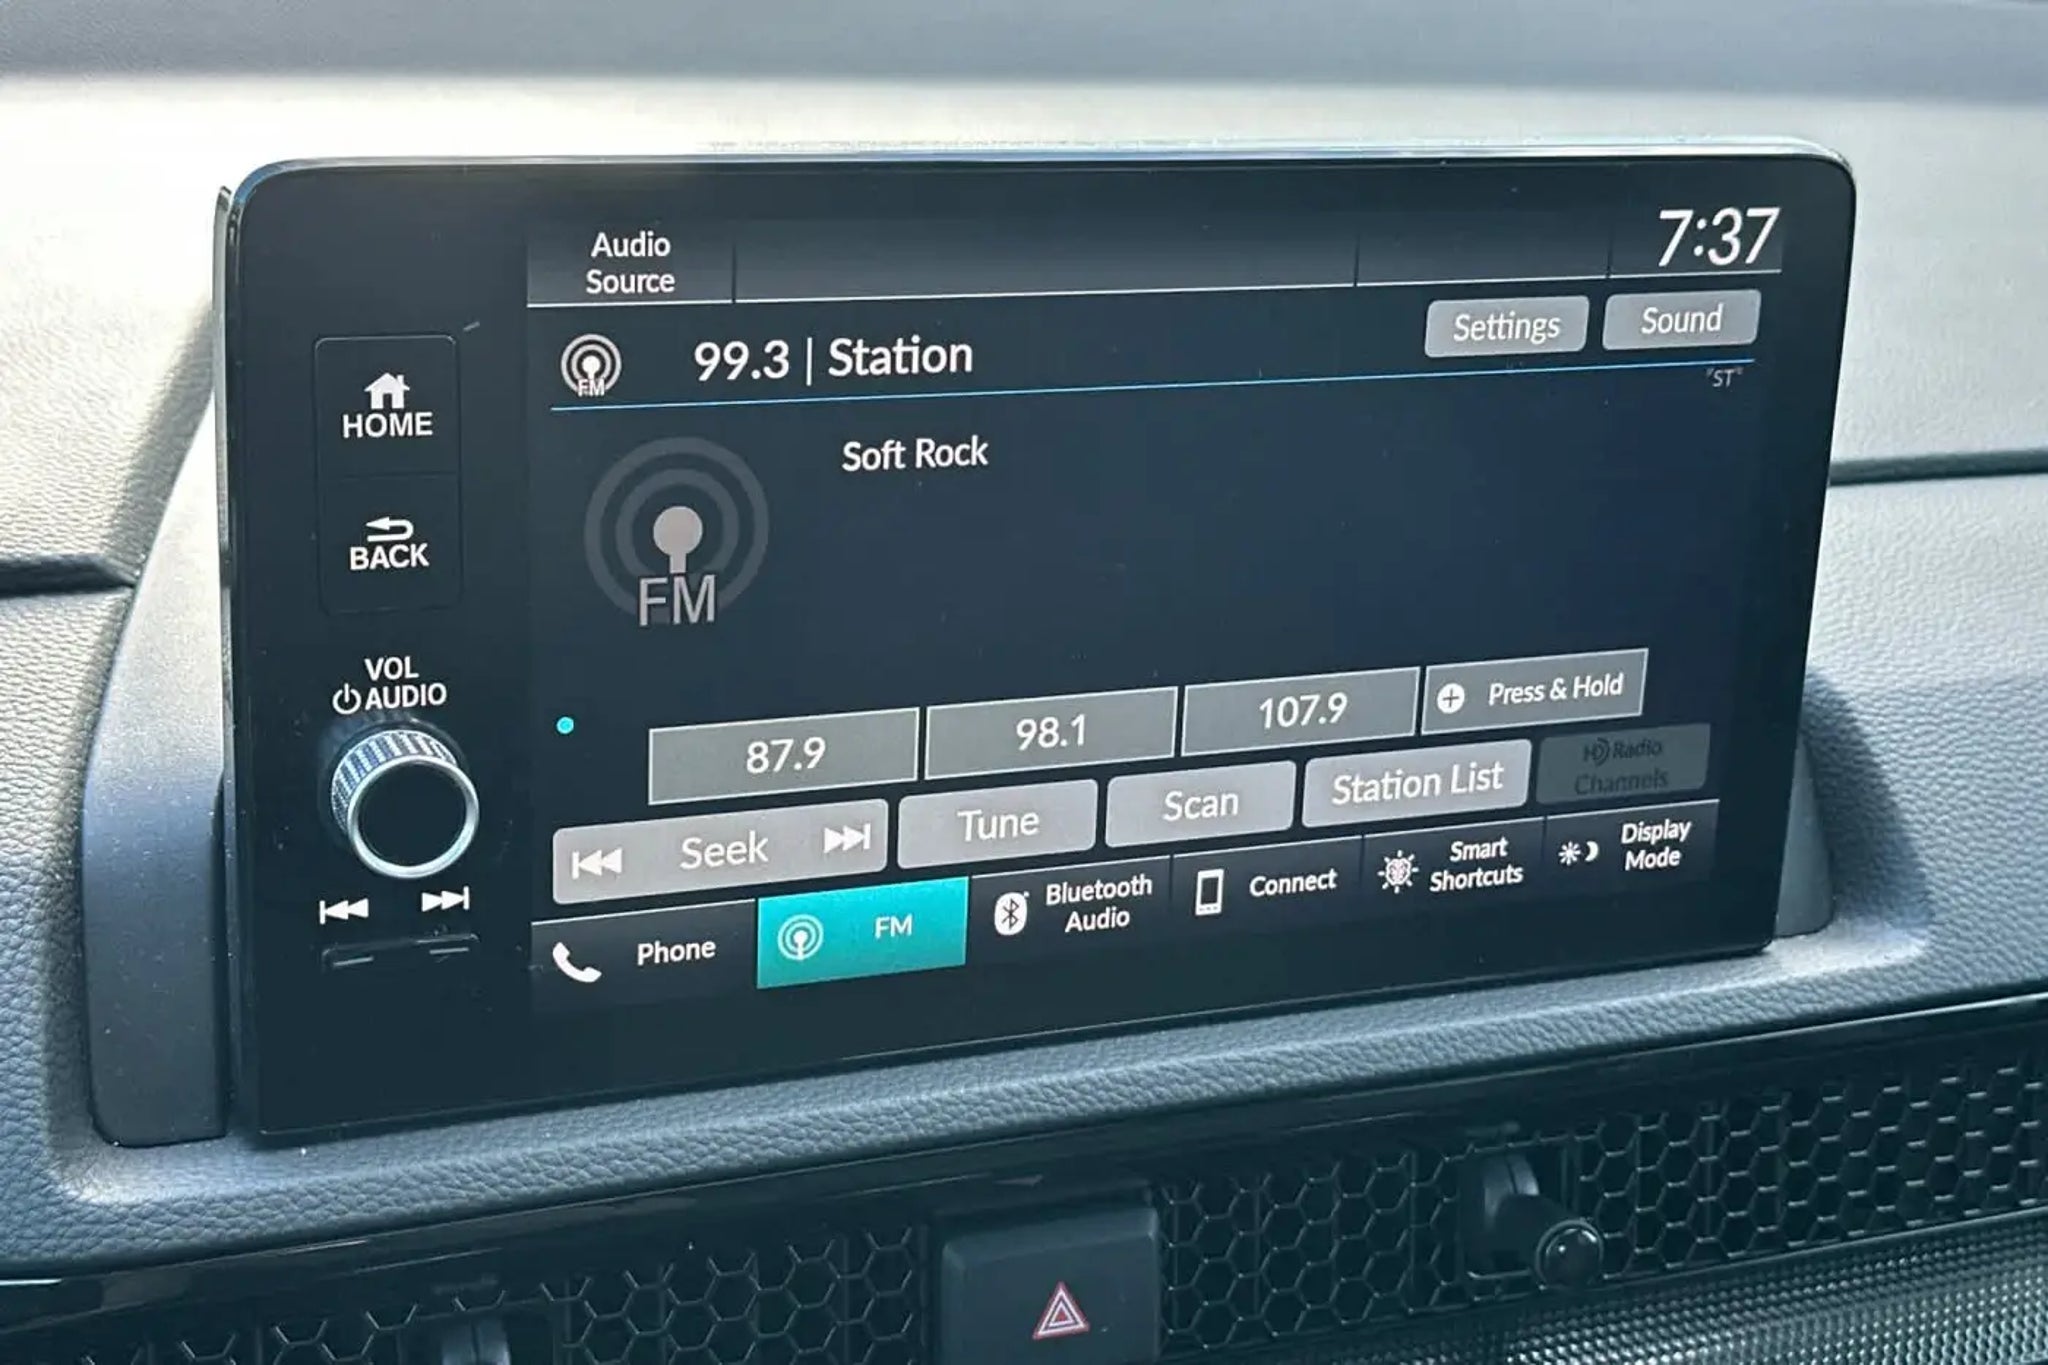 Audio
Source
7:37
FM
99.3 | Station
Settings
Sound
"ST"
HOME
Soft Rock
BACK
FM
VOL
AUDIO
87.9
98.1
107.9
Press & Hold
Seek
Tune
Scan
Station List
HD Radio
Channels
Phone
FM
Bluetooth
Audio
Connect
Smart
Shortcuts
Display
Mode